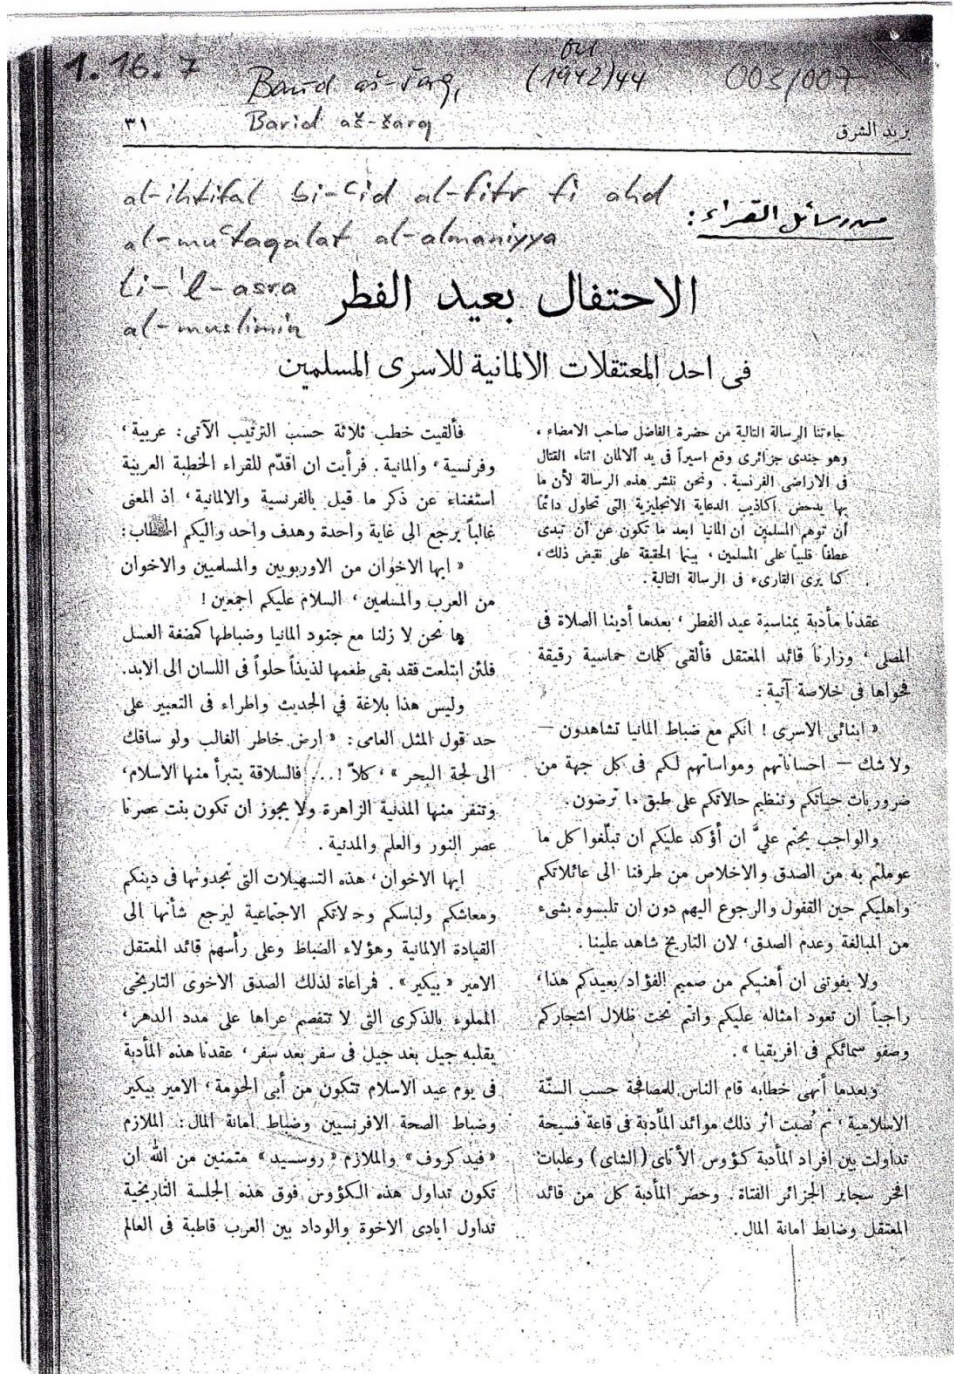 1.16.7
Barīd aš-šarq,
Barid aš-šarq
(1942) 44
003/007
٣١
بريد الشرق
al-ihtifal bi-ʿid al-fitr fi ahd
al-muʿtaqalat al-almaniyya
li-'l-asra
al-muslimin
من رسائل القراء :
الاحتفال بعيد الفطر
فى احد المعتقلات الالمانية للاسرى المسلمين
جاءتنا الرسالة التالية من حضرة الفاضل صاحب الامضاء ،
وهو جندى جزائرى وقع اسيراً فى يد الالمان اثناء القتال
فى الاراضى الفرنسية . ونحن ننشر هذه الرسالة لأن ما
بها يدحض اكاذيب الدعاية الانجليزية التى تحاول دائماً
أن توهم المسلمين ان المانيا ابعد ما تكون عن أن تبدى
عطفاً قلبياً على المسلمين ، بينما الحقيقة على نقيض ذلك ،
كما يرى القارىء فى الرسالة التالية .
عقدنا مأدبة بمناسبة عيد الفطر ، بعدما أدينا الصلاة فى
المصلى ، وزارنا قائد المعتقل فألقى كلمات حماسية رقيقة
فحواها فى خلاصة آتية :
« ابنائى الاسرى ! انكم مع ضباط المانيا تشاهدون —
ولا شك — احساناتهم ومواساتهم لكم فى كل جهة من
ضروريات حياتكم وتنظيم حالاتكم على طبق ما ترضون .
والواجب يحتم عليَّ ان أؤكد عليكم ان تبلّغوا كل ما
عوملتم به من الصدق والاخلاص من طرفنا الى عائلاتكم
واهليكم حين القفول والرجوع اليهم دون ان تلبسوه بشىء
من المبالغة وعدم الصدق ، لان التاريخ شاهد علينا .
ولا يفوتنى ان أهنيكم من صميم الفؤاد بعيدكم هذا ،
راجياً ان تعود امثاله عليكم وانتم تحت ظلال اشجاركم
وصفو سمائكم فى افريقيا » .
وبعدما أنهى خطابه قام الناس للمصافحة حسب السنّة
الاسلامية ، ثم نُصت اثر ذلك موائد المأدبة فى قاعة فسيحة
تداولت بين افراد المأدبة كؤوس الأتاى (الشاى) وعلبات
افخر سجاير الجزائر الفتاة . وحضر المأدبة كل من قائد
المعتقل وضابط امانة المال .
فألقيت خطب ثلاثة حسب الترتيب الآتى : عربية ،
وفرنسية ، والمانية . فرأيت ان اقدّم للقراء الخطبة العربية
استغناء عن ذكر ما قيل بالفرنسية والالمانية ، اذ المعنى
غالباً يرجع الى غاية واحدة وهدف واحد واليكم الخطاب :
« ايها الاخوان من الاوربويين والمسلميين والاخوان
من العرب والمسلمين ، السلام عليكم اجمعين !
ها نحن لا زلنا مع جنود المانيا وضباطها كمضغة العسل
فلئن ابتلعت فقد بقى طعمها لذيذاً حلواً فى اللسان الى الابد .
وليس هذا بلاغة في الحديث واطراء فى التعبير على
حد قول المثل العامى : « ارض خاطر الغالب ولو ساقك
الى لجة البحر » ، كلاّ ! ... فالسلاقة يتبرأ منها الاسلام ،
وتنفر منها المدنية الزاهرة ولا يجوز ان تكون بنت عصرنا
عصر النور والعلم والمدنية .
ايها الاخوان ، هذه التسهيلات التى تجدونها فى دينكم
ومعاشكم ولباسكم وحالاتكم الاجتماعية ليرجع شأنها الى
القيادة الالمانية وهؤلاء الضباط وعلى رأسهم قائد المعتقل
الامير « بيكير » . فمراعاة لذلك الصدق الاخوى التاريخى
المملوء بالذكرى التى لا تنفصم عراها على مدد الدهر ،
يقلبه جيل بعد جيل فى سفر بعد سفر ، عقدنا هذه المأدبة
فى يوم عيد الاسلام تتكون من أبى الحومة ، الامير بيكير
وضباط الصحة الافرنسيين وضباط امانة المال : الملازم
« فيدكروف » والملازم « روسيد » متمنين من الله ان
تكون تداول هذه الكؤوس فوق هذه الجلسة التاريخية
تداول ايادى الاخوة والوداد بين العرب قاطبة فى العالم